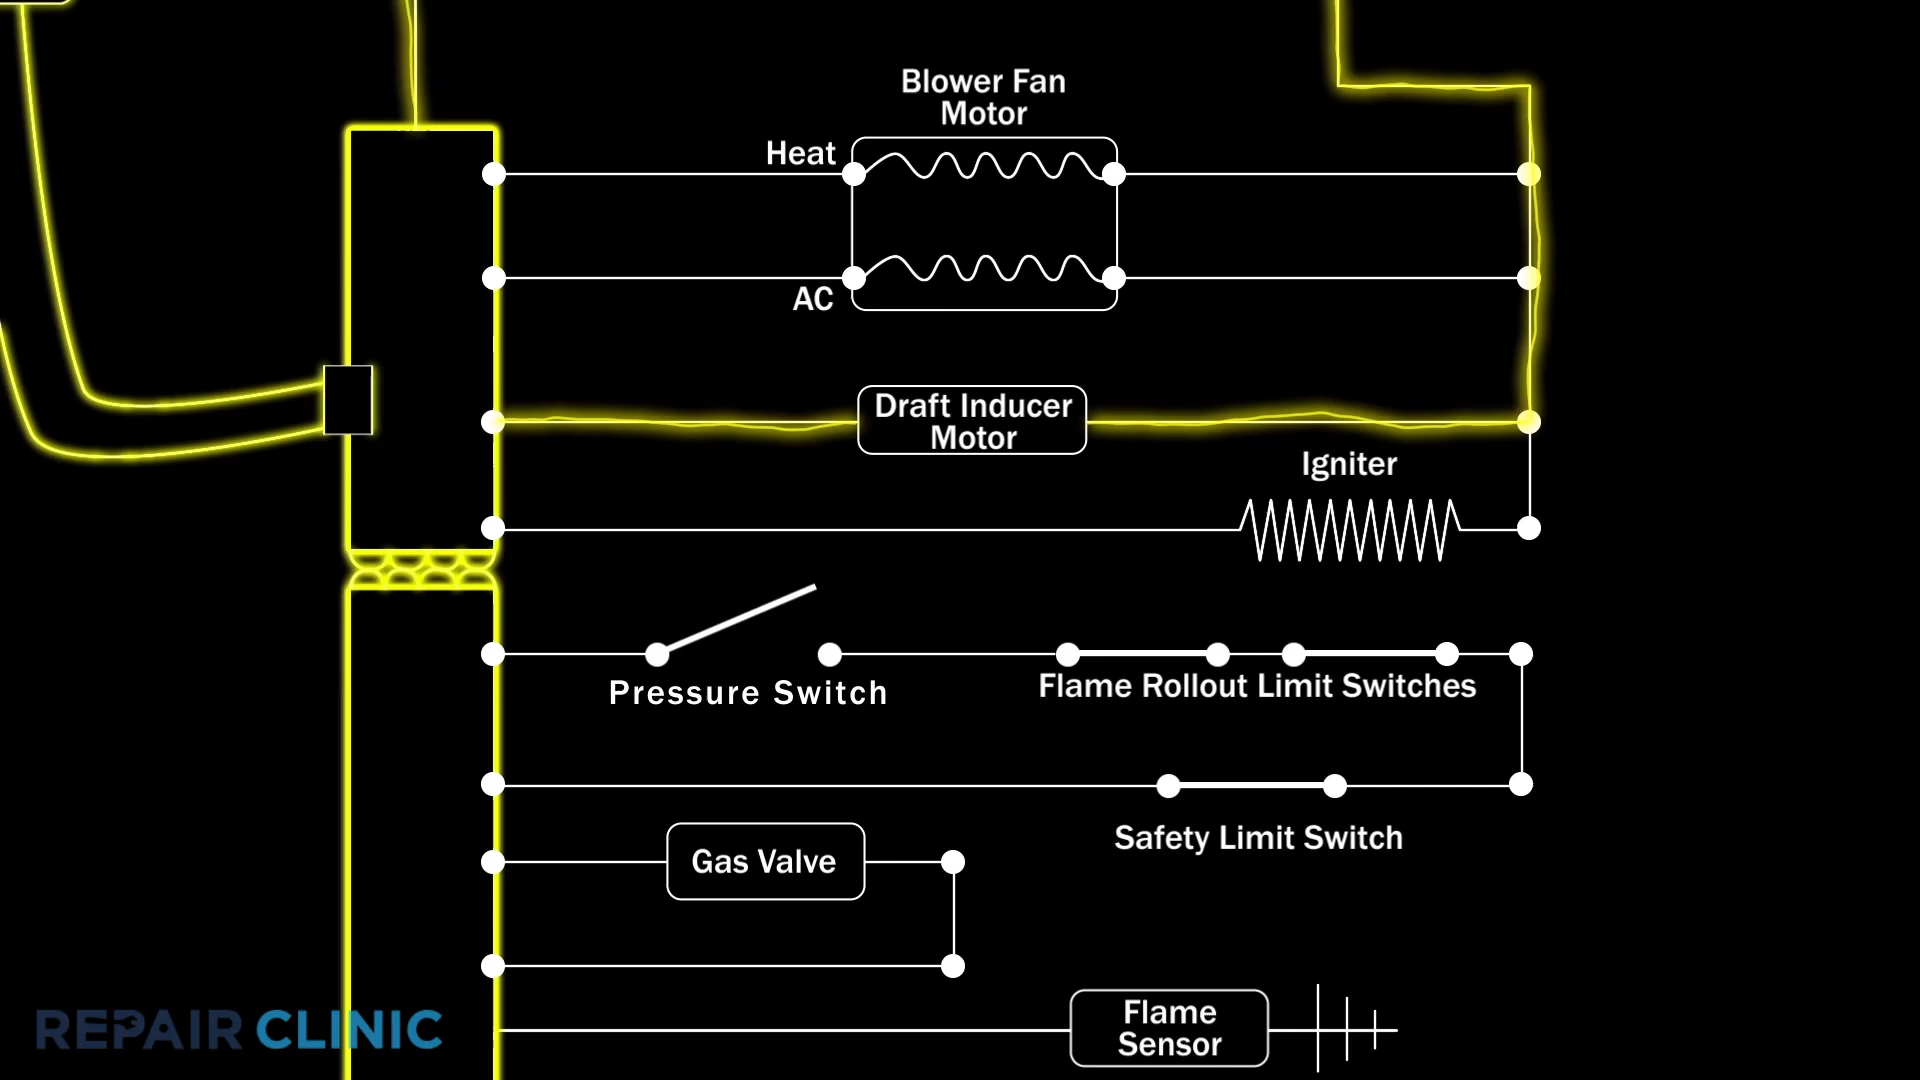 Blower Fan
Motor
Heat
AC
Draft Inducer
Motor
Igniter
Pressure Switch
Flame Rollout Limit Switches
Safety Limit Switch
Gas Valve
Flame
Sensor
REPAIR CLINIC